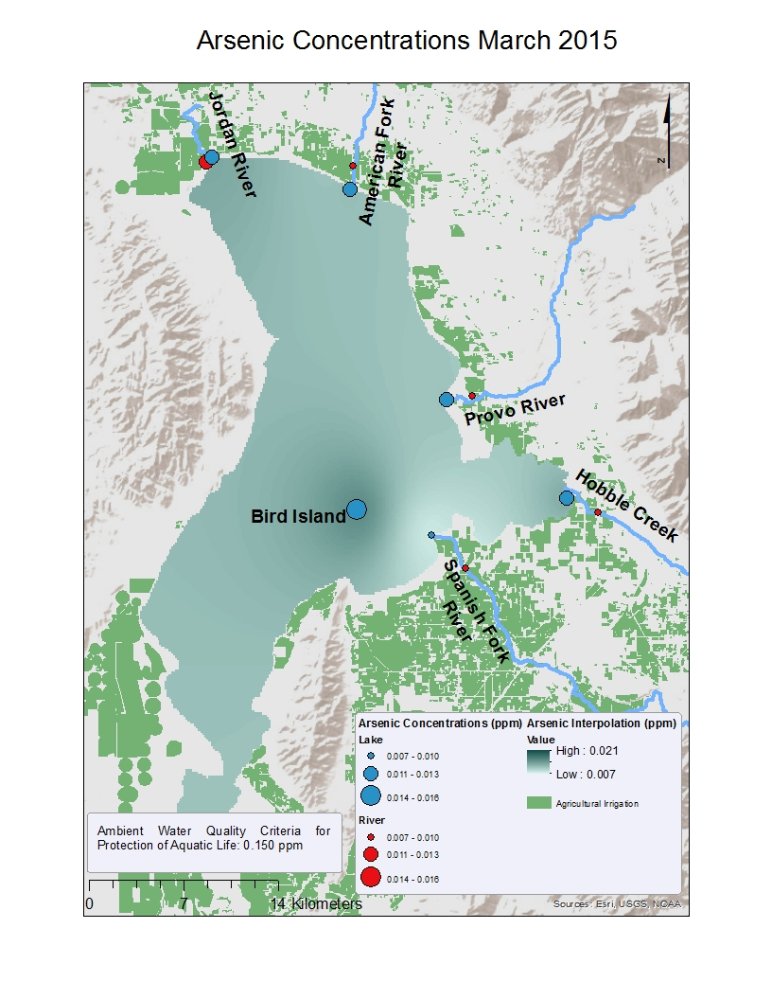 Arsenic Concentrations March 2015
Jordan River
American Fork
River
N
Provo River
Hobble Creek
Bird Island
Spanish Fork
River
Arsenic Concentrations (ppm)
Lake
0.007 - 0.010
0.011 - 0.013
0.014 - 0.016
River
0.007 - 0.010
0.011 - 0.013
0.014 - 0.016
Arsenic Interpolation (ppm)
Value
High : 0.021
Low : 0.007
Agricultural Irrigation
Ambient Water Quality Criteria for
Protection of Aquatic Life: 0.150 ppm
0 7 14 Kilometers
Sources: Esri, USGS, NOAA